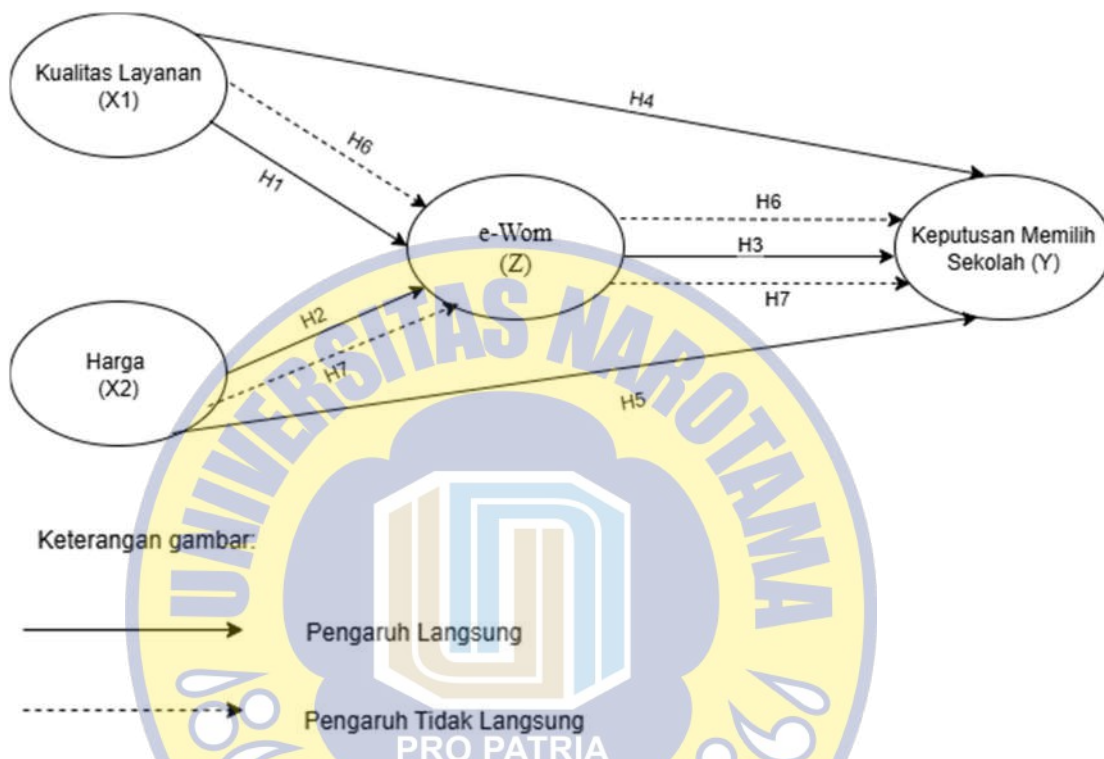 Kualitas Layanan
(X1)
H4
H6
H1
e-Wom
(Z)
H6
H3
H7
Keputusan Memilih
Sekolah (Y)
Harga
(X2)
H2
H7
H5
UNIVERSITAS NAROTAMA
Keterangan gambar:
Pengaruh Langsung
Pengaruh Tidak Langsung
PRO PATRIA